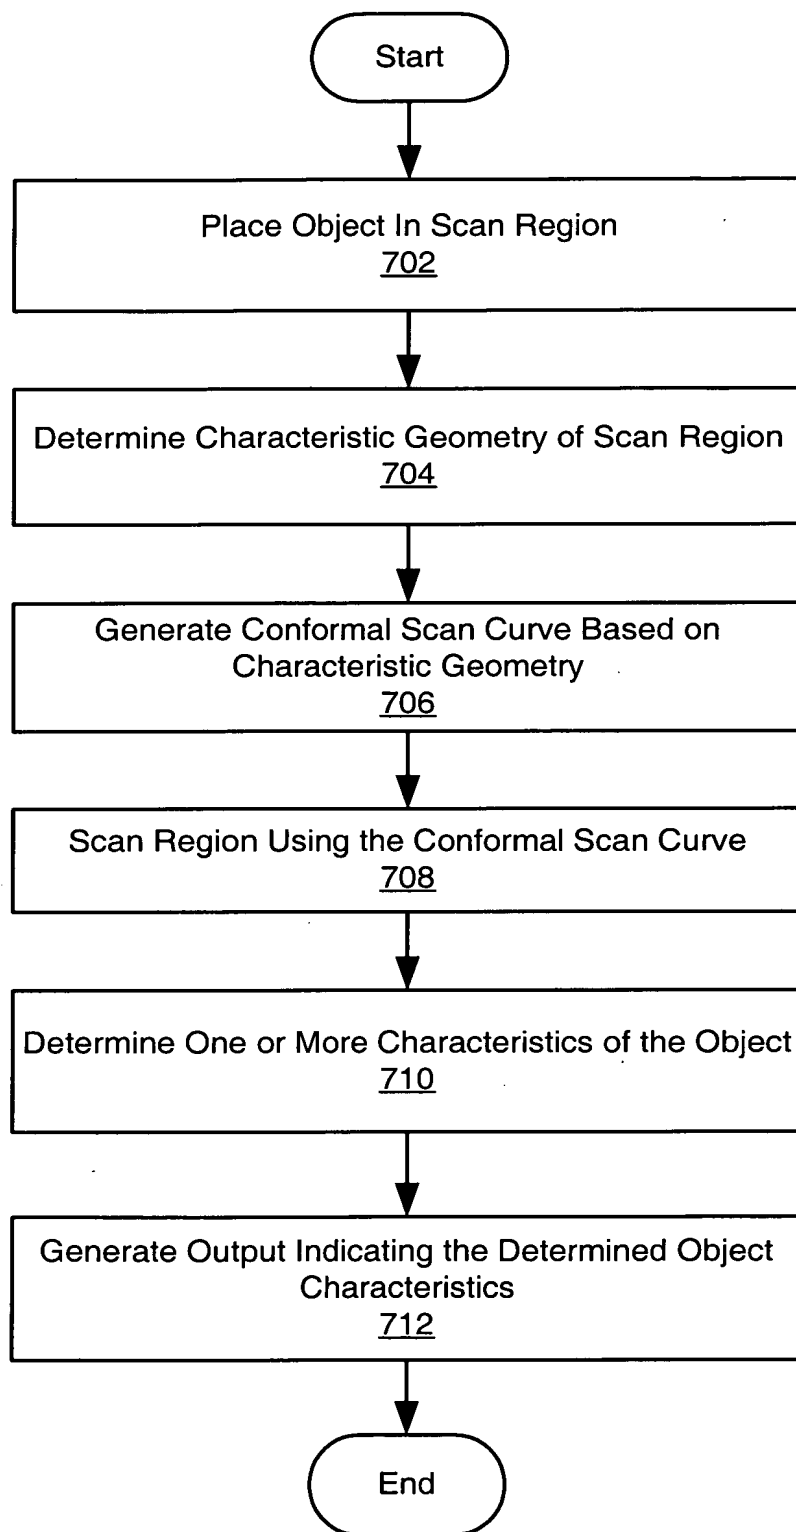 Start
Place Object In Scan Region
702
Determine Characteristic Geometry of Scan Region
704
Generate Conformal Scan Curve Based on
Characteristic Geometry
706
Scan Region Using the Conformal Scan Curve
708
Determine One or More Characteristics of the Object
710
Generate Output Indicating the Determined Object
Characteristics
712
End